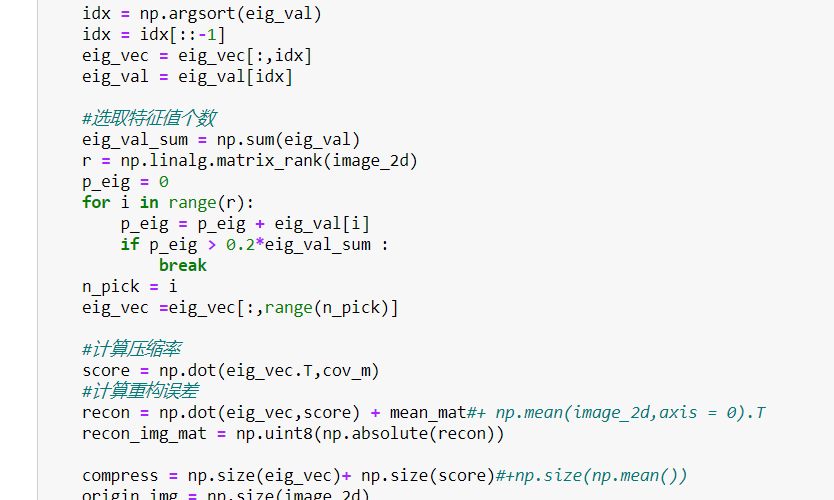 idx = np.argsort(eig_val)
idx = idx[::-1]
eig_vec = eig_vec[:,idx]
eig_val = eig_val[idx]
#选取特征值个数
eig_val_sum = np.sum(eig_val)
r = np.linalg.matrix_rank(image_2d)
p_eig = 0
for i in range(r):
    p_eig = p_eig + eig_val[i]
    if p_eig > 0.2*eig_val_sum :
        break
n_pick = i
eig_vec =eig_vec[:,range(n_pick)]
#计算压缩率
score = np.dot(eig_vec.T,cov_m)
#计算重构误差
recon = np.dot(eig_vec,score) + mean_mat#+ np.mean(image_2d,axis = 0).T
recon_img_mat = np.uint8(np.absolute(recon))
compress = np.size(eig_vec)+ np.size(score)#+np.size(np.mean())
origin_img = np.size(image_2d)